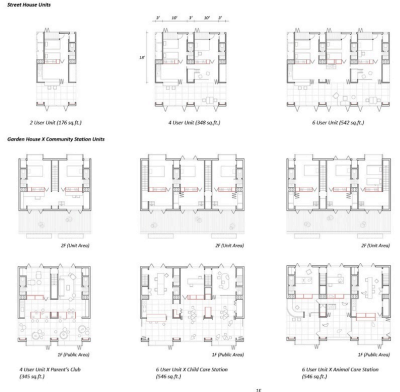 Street House Units
3' 10' 5' 10' 3'
18'
2 User Unit (176 sq.ft.)
4 User Unit (348 sq.ft.)
6 User Unit (542 sq.ft.)
Garden House X Community Station Units
2F (Unit Area)
2F (Unit Area)
2F (Unit Area)
1F (Public Area)
1F (Public Area)
1F (Public Area)
4 User Unit X Parent's Club
(345 sq.ft.)
6 User Unit X Child Care Station
(546 sq.ft.)
6 User Unit X Animal Care Station
(546 sq.ft.)